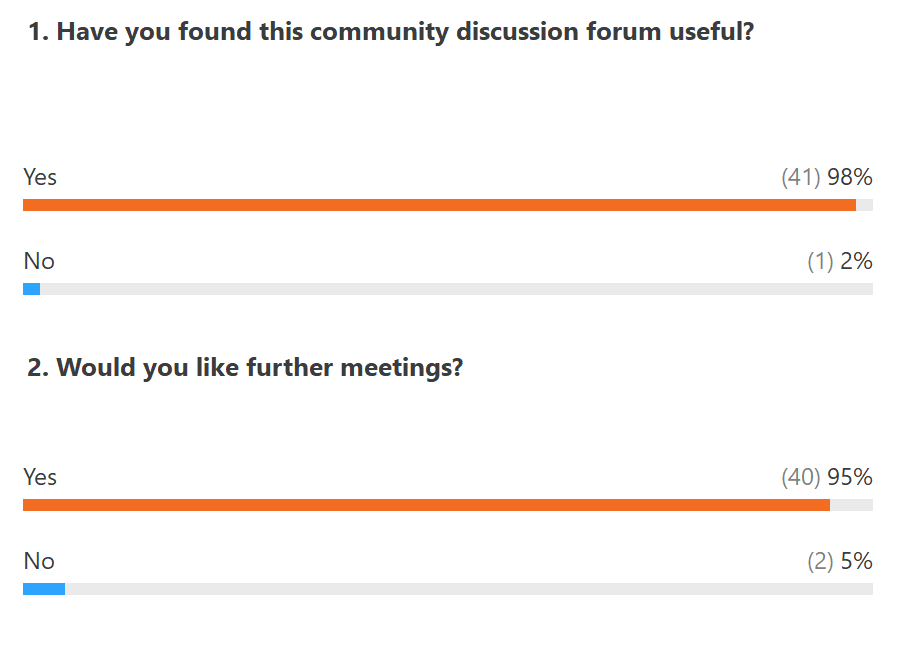 1. Have you found this community discussion forum useful?
Yes (41) 98%
No (1) 2%
2. Would you like further meetings?
Yes (40) 95%
No (2) 5%